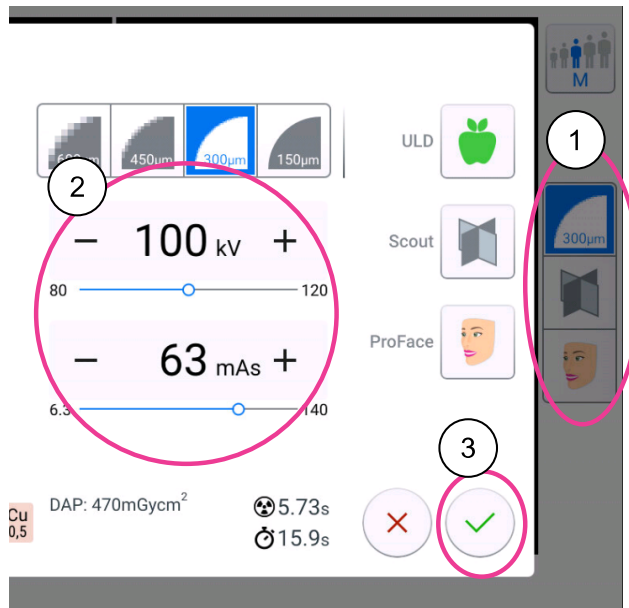 M
1
600µm 450µm 300µm 150µm
ULD
2
300µm
− 100 kV +
Scout
80 120
ProFace
− 63 mAs +
6.3 140
3
Cu
0,5
DAP: 470mGycm²
5.73s
15.9s